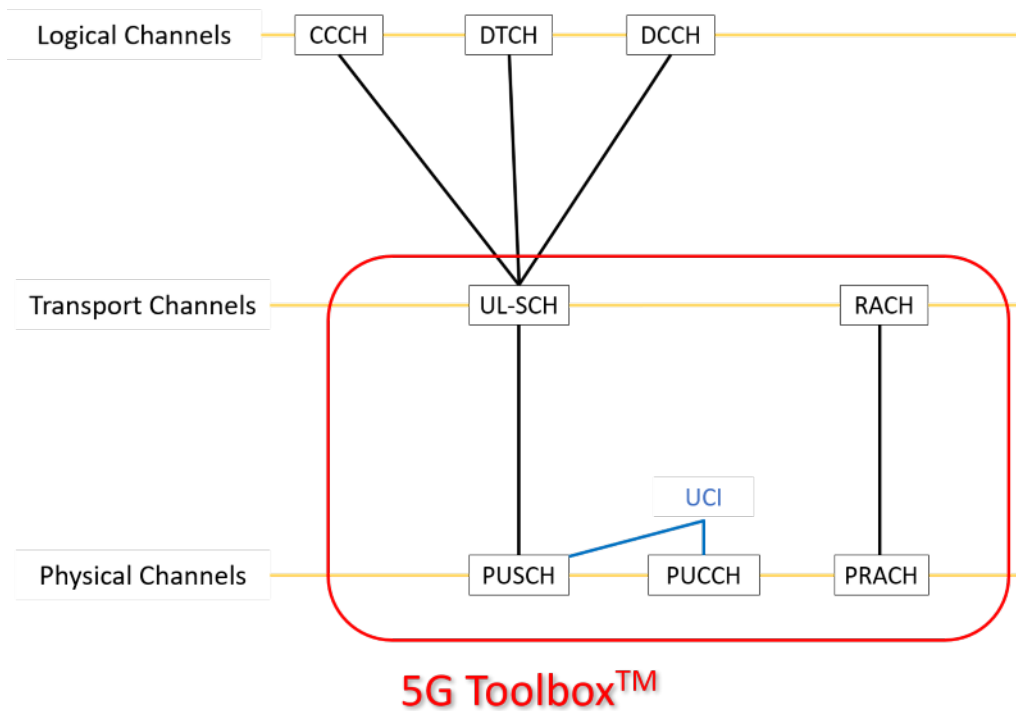 Logical Channels CCCH DTCH DCCH
Transport Channels UL-SCH RACH
UCI
Physical Channels PUSCH PUCCH PRACH
5G Toolbox™